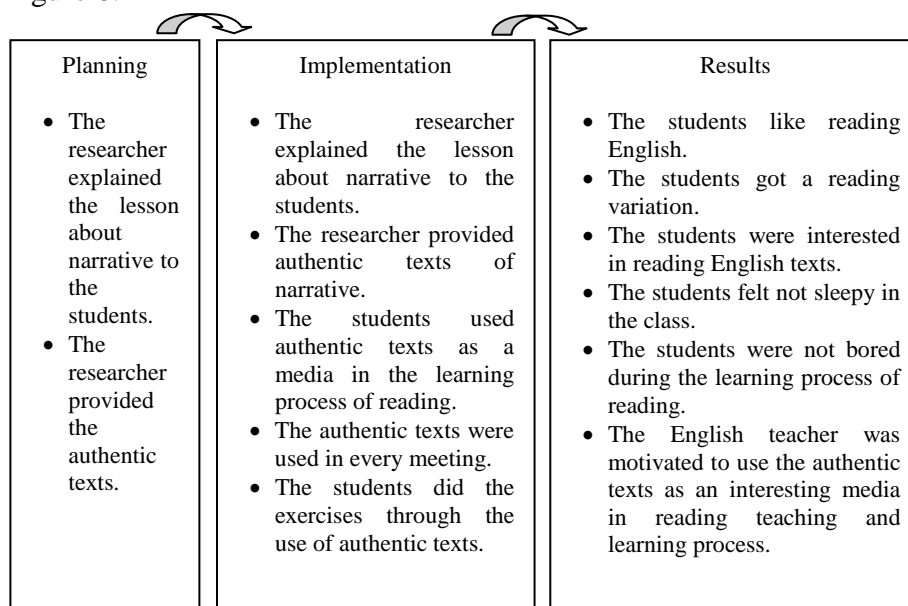 Planning
• The
researcher
explained
the lesson
about
narrative to
the
students.
• The
researcher
provided
the
authentic
texts.
Implementation
• The researcher
explained the lesson
about narrative to the
students.
• The researcher provided
authentic texts of
narrative.
• The students used
authentic texts as a
media in the learning
process of reading.
• The authentic texts were
used in every meeting.
• The students did the
exercises through the
use of authentic texts.
Results
• The students like reading
English.
• The students got a reading
variation.
• The students were interested
in reading English texts.
• The students felt not sleepy in
the class.
• The students were not bored
during the learning process of
reading.
• The English teacher was
motivated to use the authentic
texts as an interesting media
in reading teaching and
learning process.